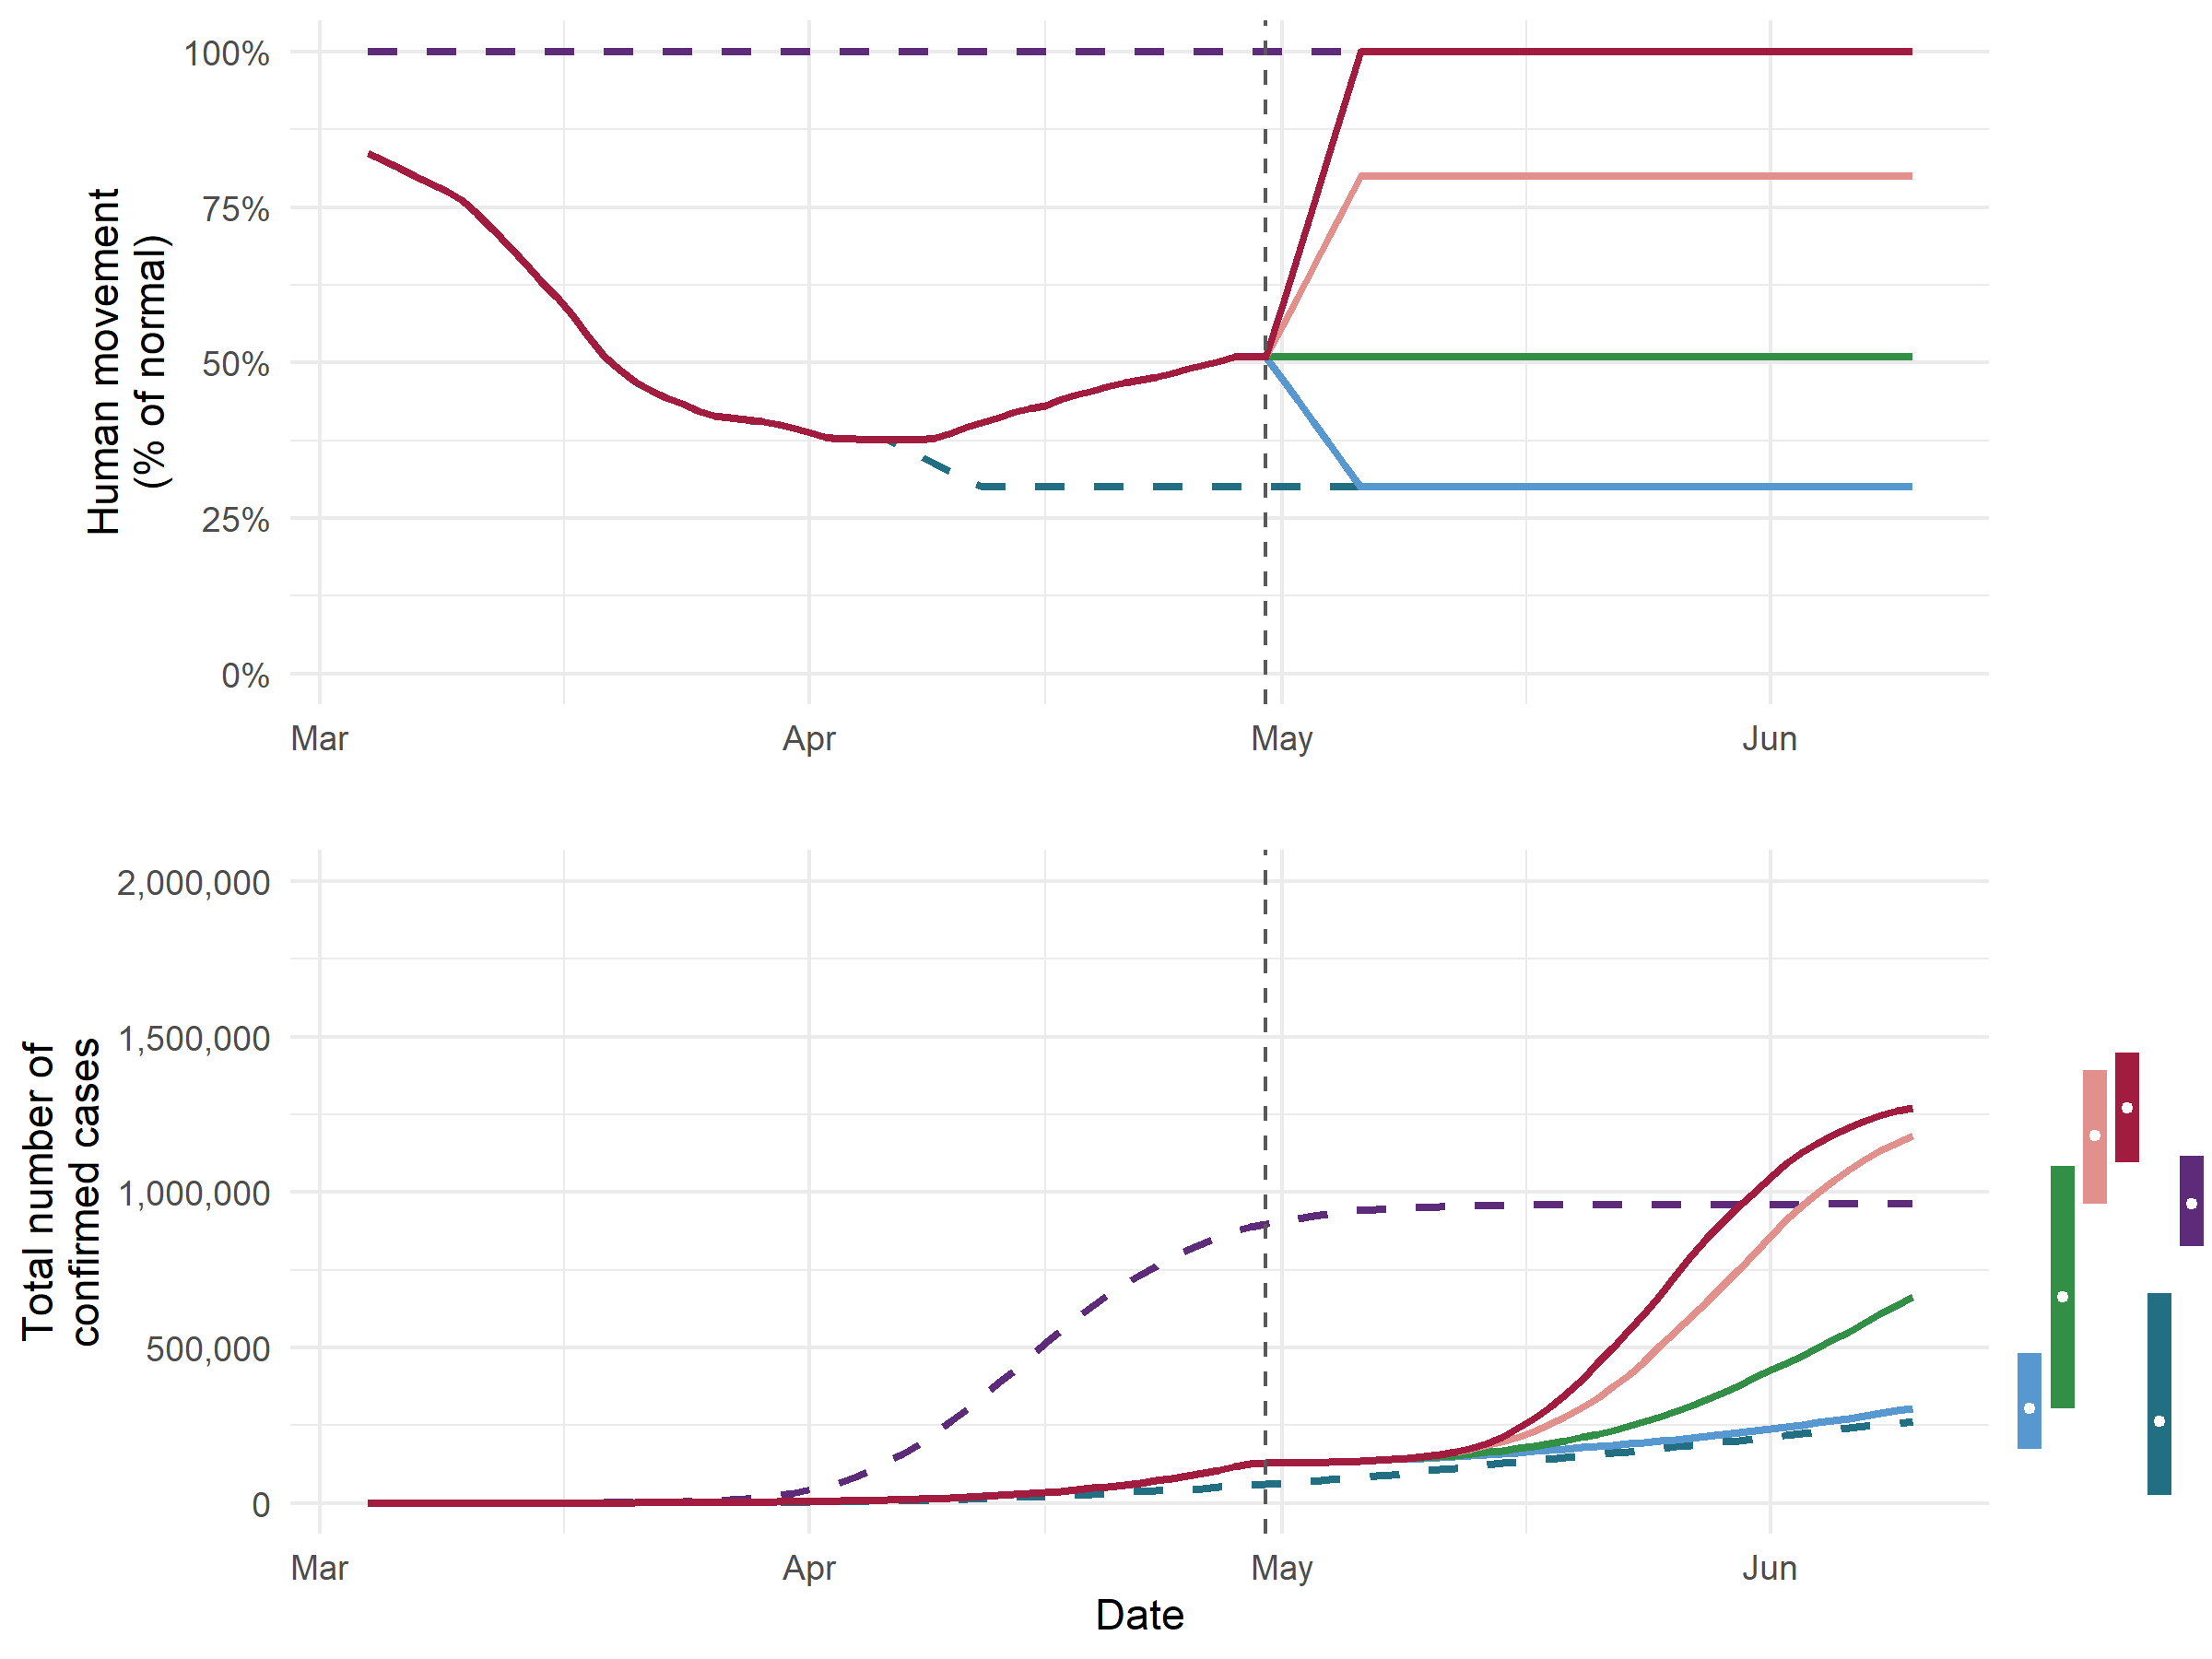 100%
75%
50%
25%
0%
Human movement
(% of normal)
Mar Apr May Jun
2,000,000
1,500,000
1,000,000
500,000
0
Total number of
confirmed cases
Mar Apr May Jun
Date